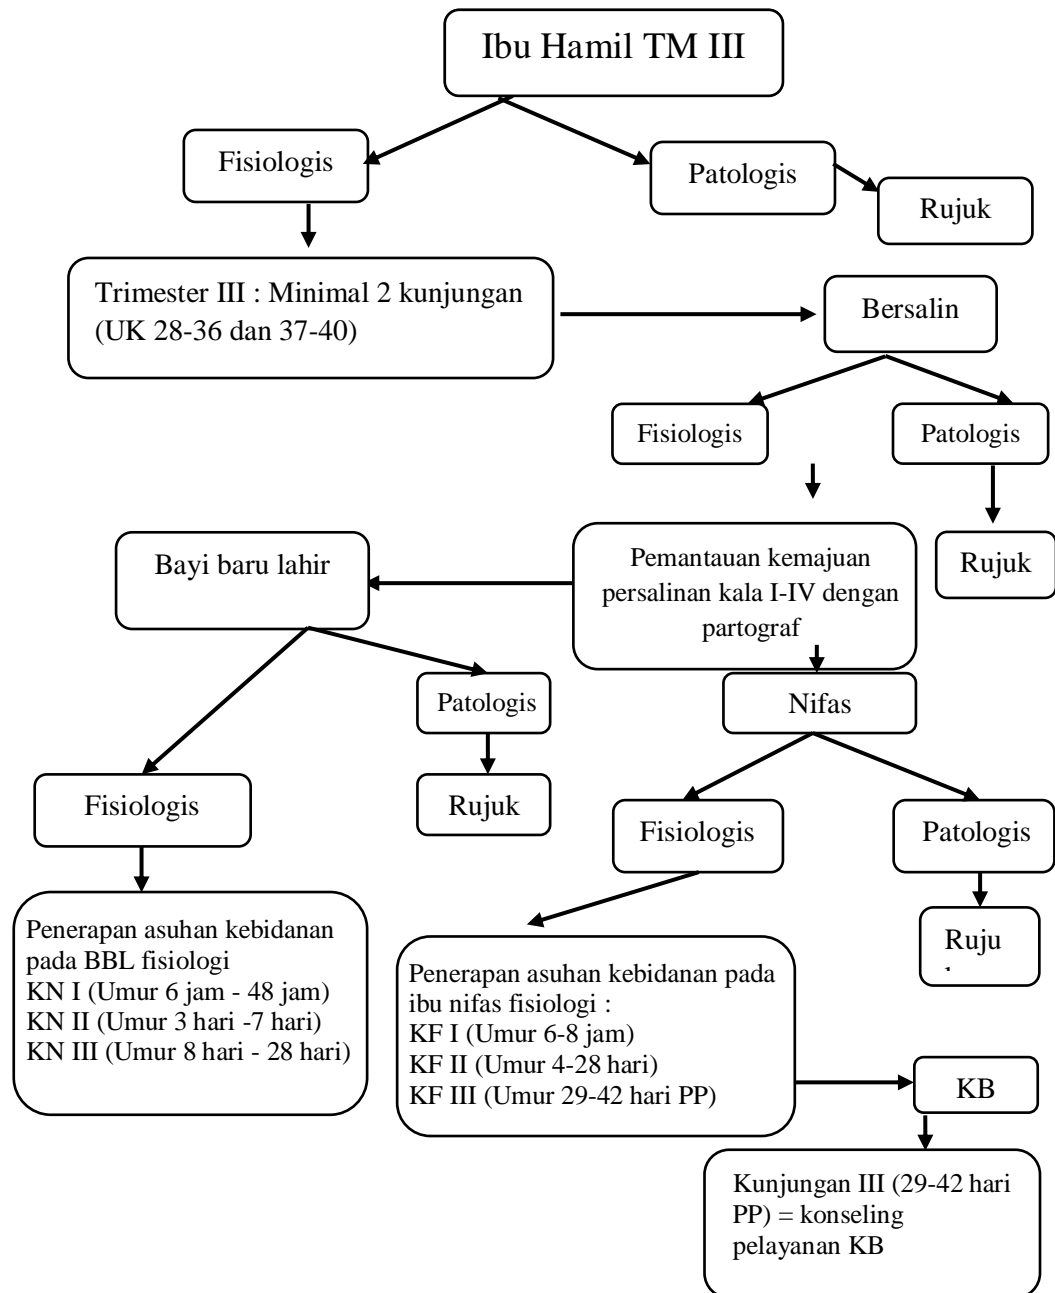 Ibu Hamil TM III
Fisiologis
Patologis
Rujuk
Trimester III : Minimal 2 kunjungan
(UK 28-36 dan 37-40)
Bersalin
Fisiologis
Patologis
Rujuk
Pemantauan kemajuan
persalinan kala I-IV dengan
partograf
Bayi baru lahir
Patologis
Rujuk
Fisiologis
Nifas
Fisiologis
Patologis
Ruju
Penerapan asuhan kebidanan
pada BBL fisiologi
KN I (Umur 6 jam - 48 jam)
KN II (Umur 3 hari -7 hari)
KN III (Umur 8 hari - 28 hari)
Penerapan asuhan kebidanan pada
ibu nifas fisiologi :
KF I (Umur 6-8 jam)
KF II (Umur 4-28 hari)
KF III (Umur 29-42 hari PP)
KB
Kunjungan III (29-42 hari
PP) = konseling
pelayanan KB